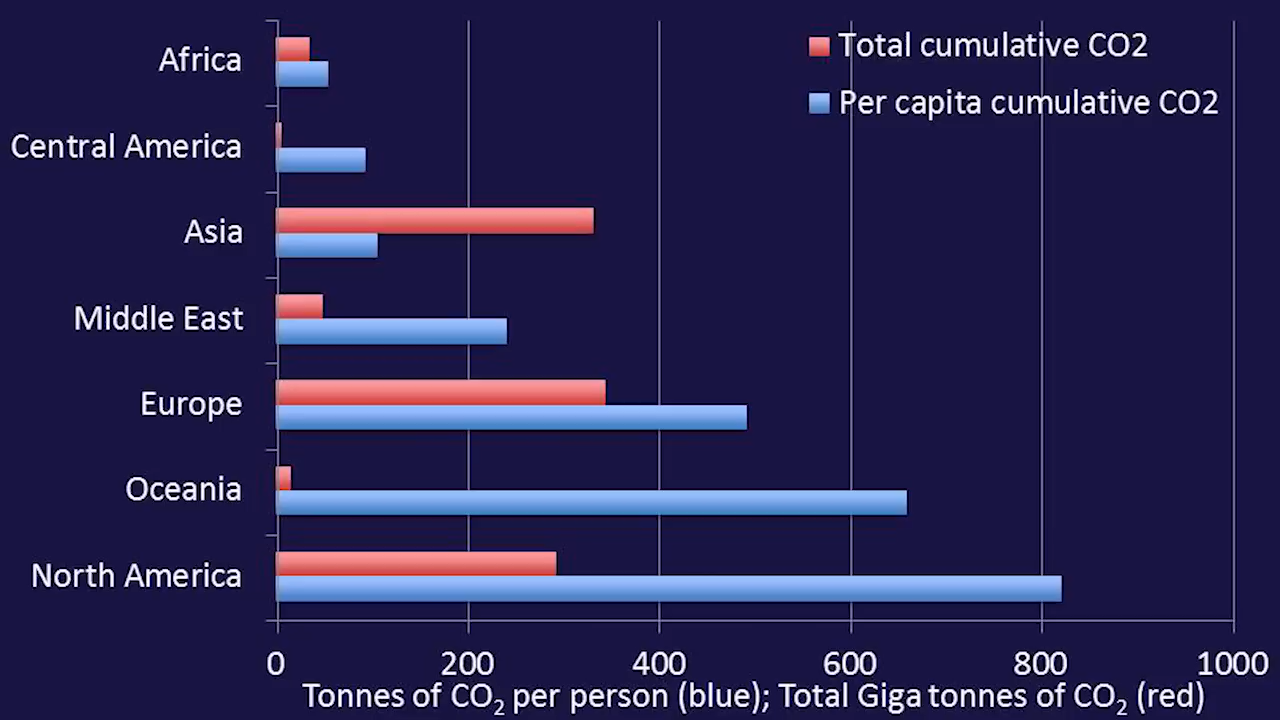 Total cumulative CO2
Per capita cumulative CO2
Africa
Central America
Asia
Middle East
Europe
Oceania
North America
0 200 400 600 800 1000
Tonnes of CO₂ per person (blue); Total Giga tonnes of CO₂ (red)